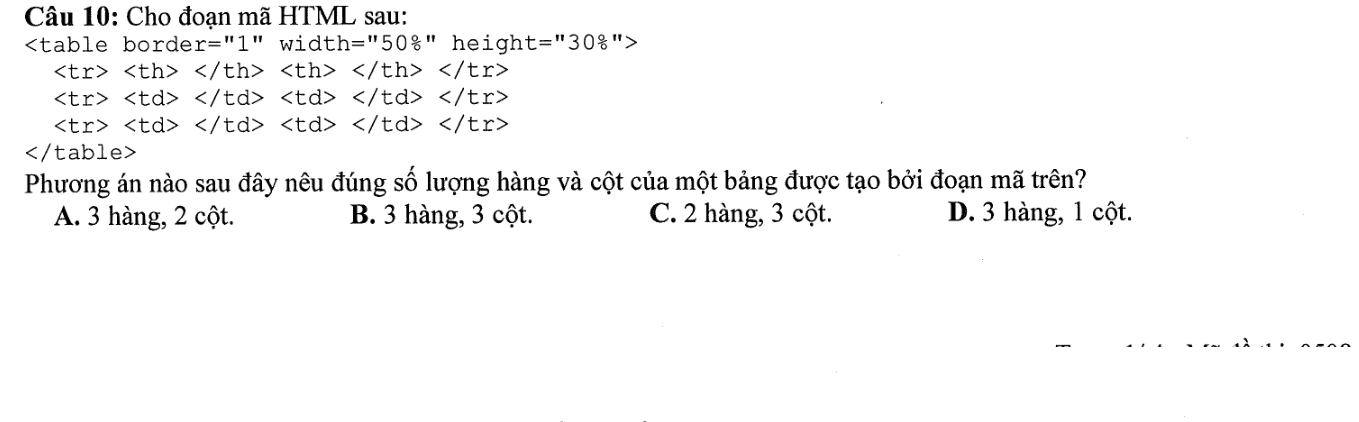 Câu 10: Cho đoạn mã HTML sau:
<table border="1" width="50%" height="30%">
<tr> <th> </th> <th> </th> </tr>
<tr> <td> </td> <td> </td> </tr>
<tr> <td> </td> <td> </td> </tr>
</table>
Phương án nào sau đây nêu đúng số lượng hàng và cột của một bảng được tạo bởi đoạn mã trên?
A. 3 hàng, 2 cột. B. 3 hàng, 3 cột. C. 2 hàng, 3 cột. D. 3 hàng, 1 cột.